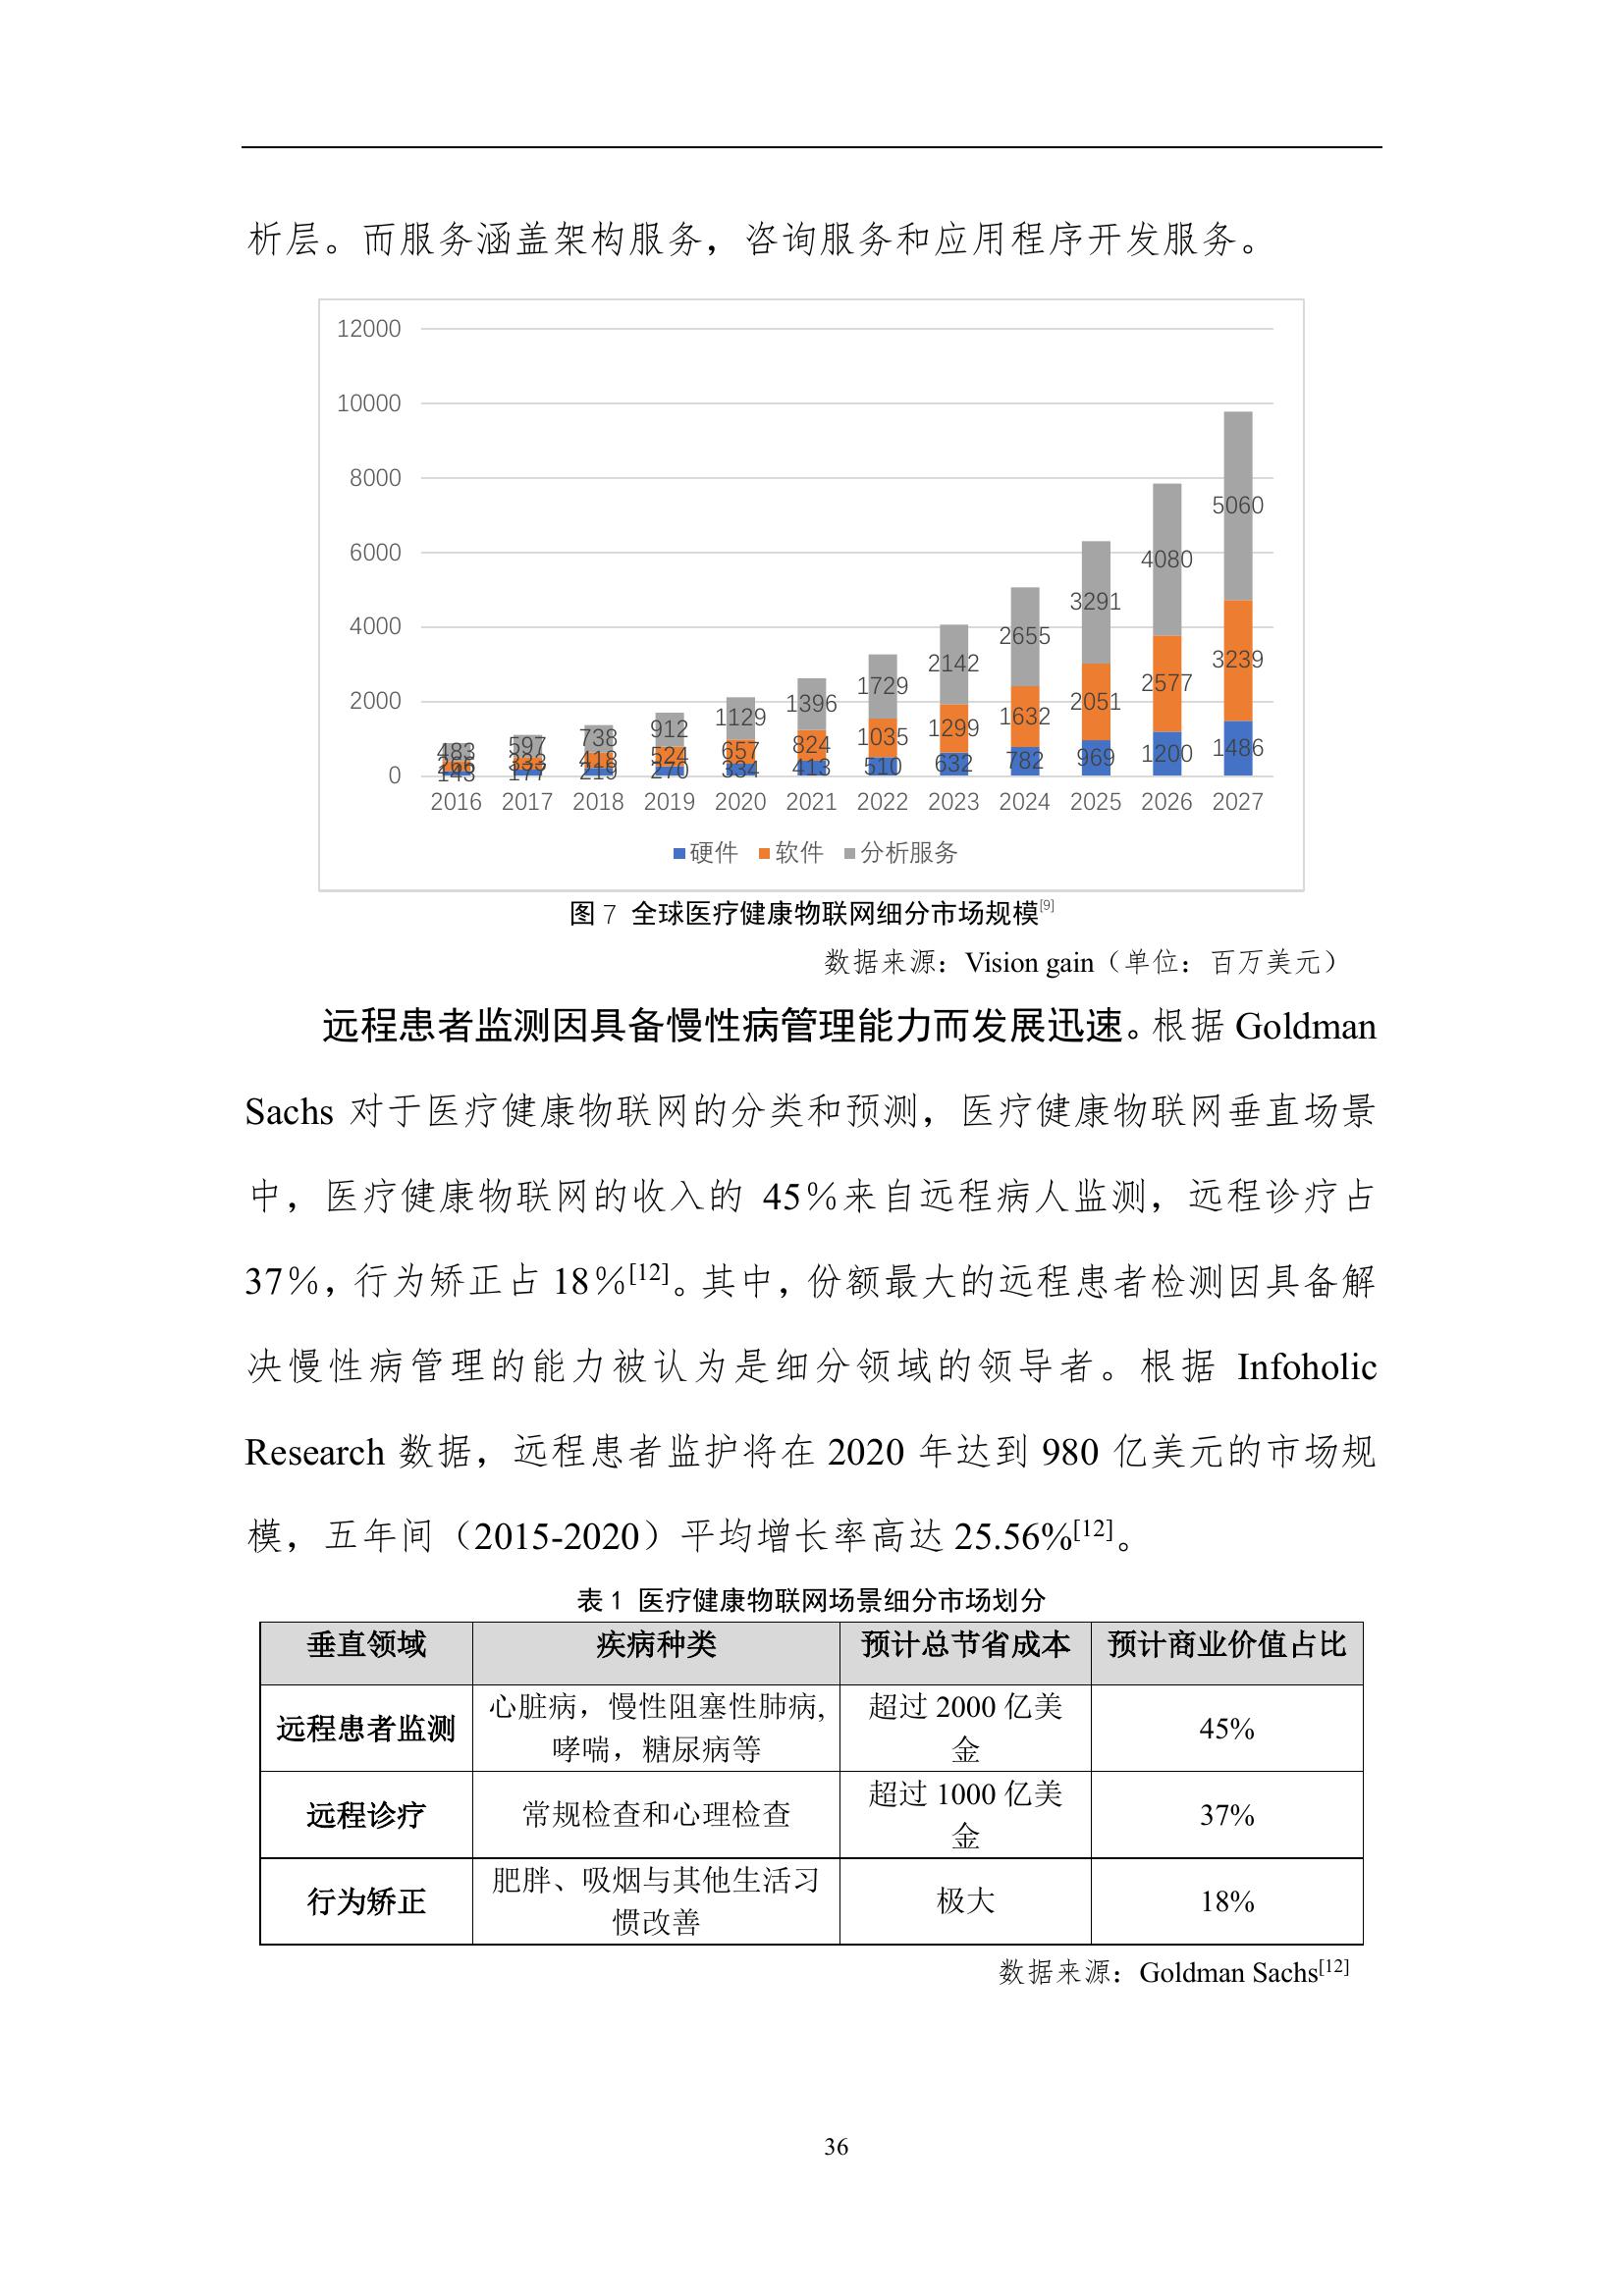 析层。而服务涵盖架构服务，咨询服务和应用程序开发服务。
12000
10000
8000
6000
4000
2000
0
483 597 738 912 1129 1396 1729 2142 2655 3291 4080 5060
333 418 524 657 824 1035 1299 1632 2051 2577 3239
177 219 270 334 413 510 632 782 969 1200 1486
2016 2017 2018 2019 2020 2021 2022 2023 2024 2025 2026 2027
硬件 软件 分析服务
图 7 全球医疗健康物联网细分市场规模[9]
数据来源：Vision gain（单位：百万美元）
远程患者监测因具备慢性病管理能力而发展迅速。根据 Goldman
Sachs 对于医疗健康物联网的分类和预测，医疗健康物联网垂直场景
中，医疗健康物联网的收入的 45%来自远程病人监测，远程诊疗占
37%，行为矫正占 18%[12]。其中，份额最大的远程患者检测因具备解
决慢性病管理的能力被认为是细分领域的领导者。根据 Infoholic
Research 数据，远程患者监护将在 2020 年达到 980 亿美元的市场规
模，五年间（2015-2020）平均增长率高达 25.56%[12]。
表 1 医疗健康物联网场景细分市场划分
垂直领域 疾病种类 预计总节省成本 预计商业价值占比
远程患者监测 心脏病，慢性阻塞性肺病, 哮喘，糖尿病等 超过 2000 亿美金 45%
远程诊疗 常规检查和心理检查 超过 1000 亿美金 37%
行为矫正 肥胖、吸烟与其他生活习惯改善 极大 18%
数据来源：Goldman Sachs[12]
36